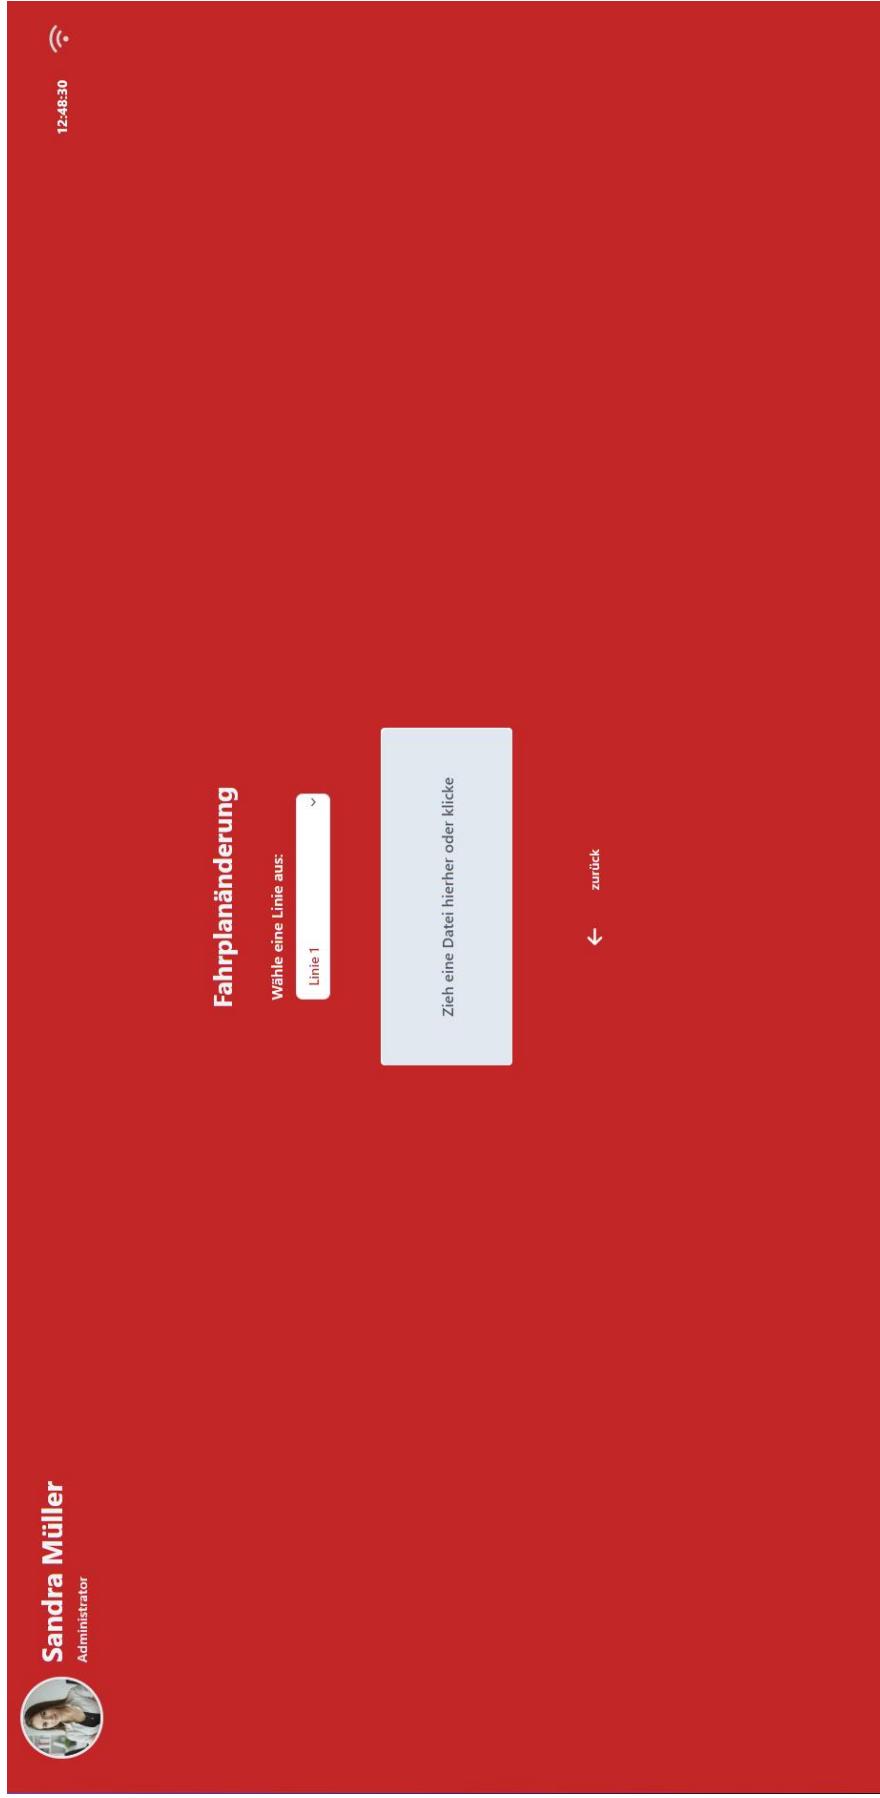 Sandra Müller
Administrator
12:48:30
Fahrplanänderung
Wähle eine Linie aus:
Linie 1
Zieh eine Datei hierher oder klicke
zurück